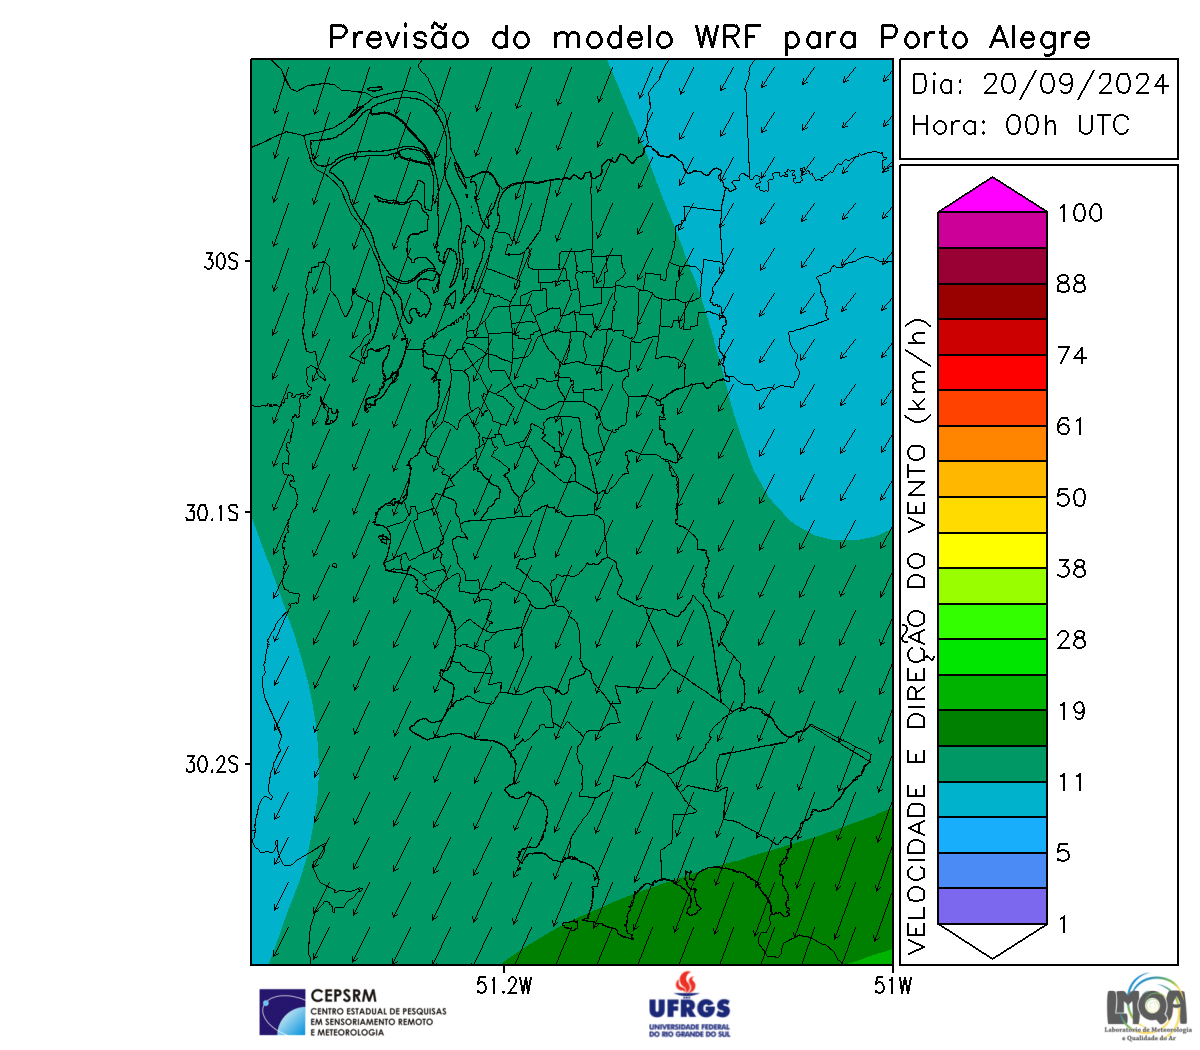 Previsão do modelo WRF para Porto Alegre
Dia: 20/09/2024
Hora: 00h UTC
30S
30.1S
30.2S
51.2W
51W
VELOCIDADE E DIREÇÃO DO VENTO (km/h)
100
88
74
61
50
38
28
19
11
5
1
CEPSRM
CENTRO ESTADUAL DE PESQUISAS
EM SENSORIAMENTO REMOTO
E METEOROLOGIA
UFRGS
UNIVERSIDADE FEDERAL
DO RIO GRANDE DO SUL
LMQA
Laboratório de Meteorologia
e Qualidade do Ar